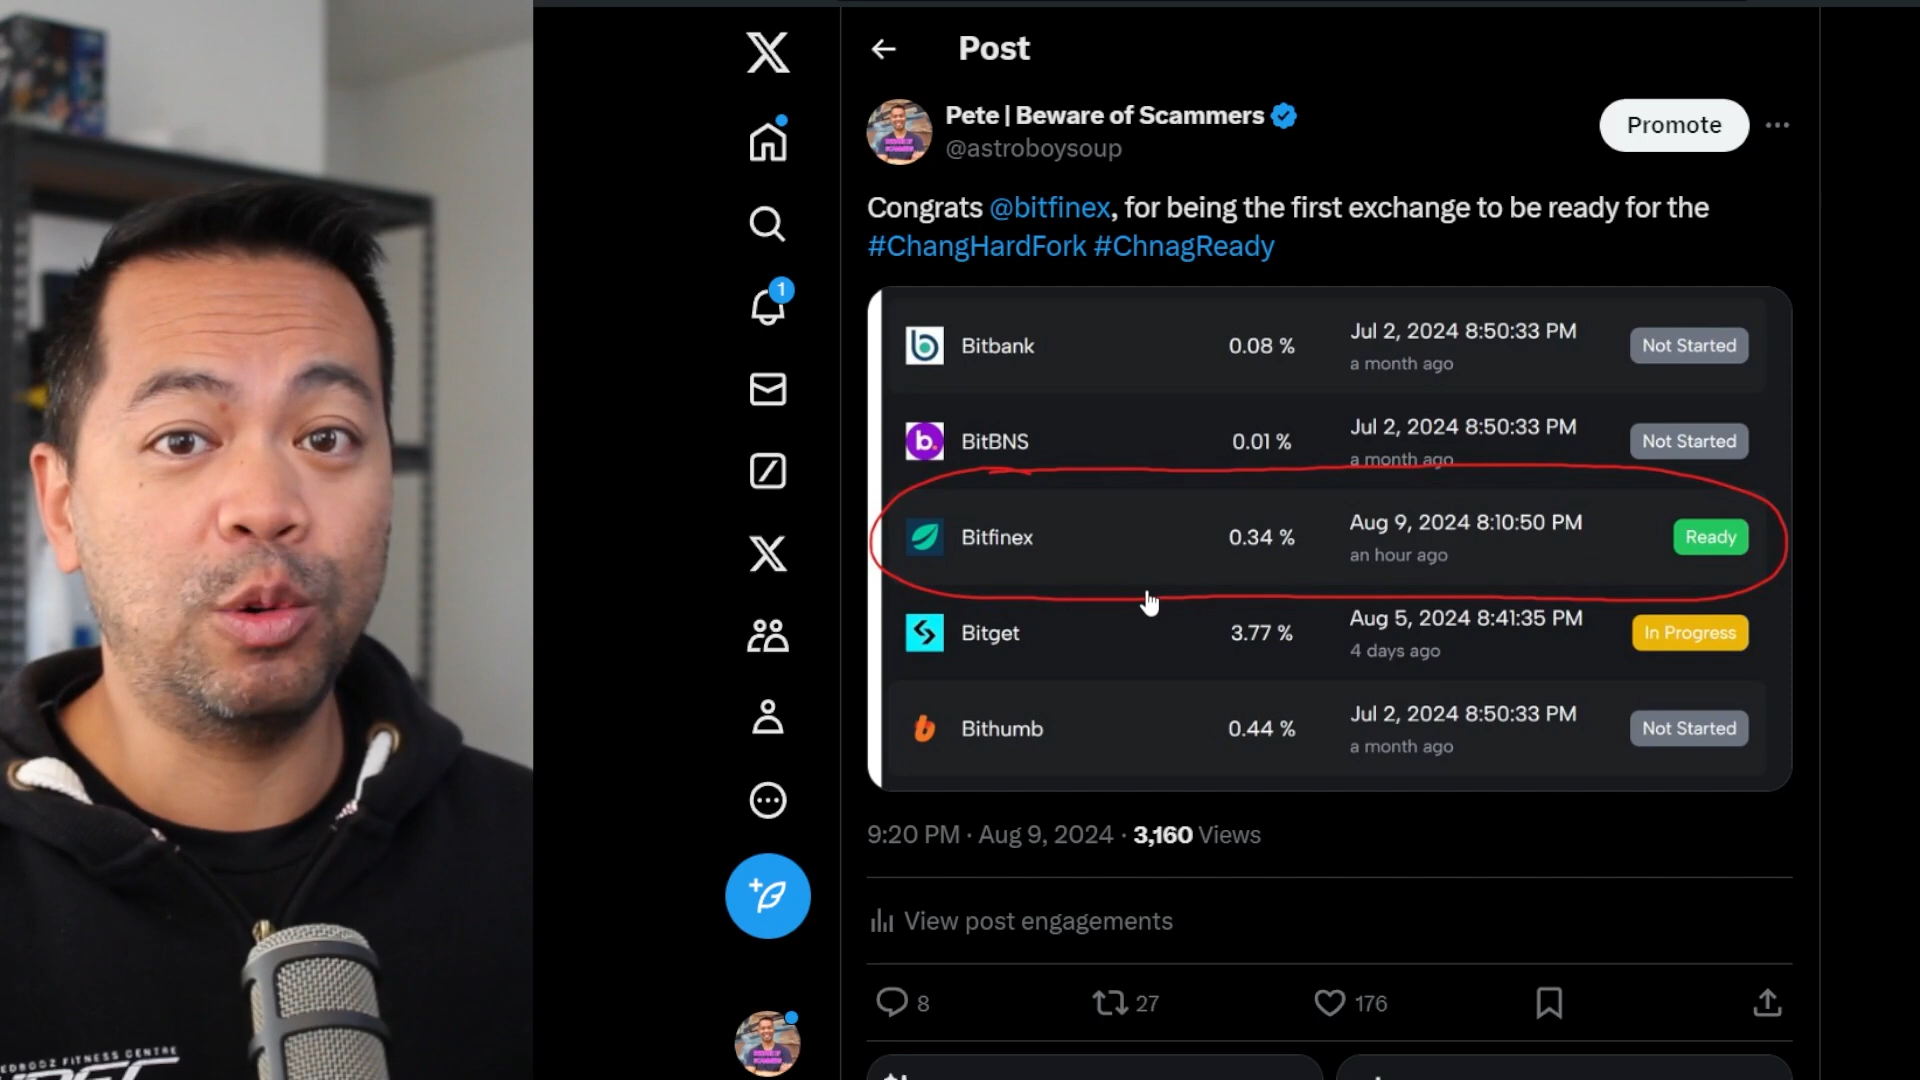 Post
Pete | Beware of Scammers
@astroboysoup
Promote
Congrats @bitfinex, for being the first exchange to be ready for the
#ChangHardFork #ChnagReady
1
Bitbank 0.08 % Jul 2, 2024 8:50:33 PM Not Started
a month ago
BitBNS 0.01 % Jul 2, 2024 8:50:33 PM Not Started
a month ago
Bitfinex 0.34 % Aug 9, 2024 8:10:50 PM Ready
an hour ago
Bitget 3.77 % Aug 5, 2024 8:41:35 PM In Progress
4 days ago
Bithumb 0.44 % Jul 2, 2024 8:50:33 PM Not Started
a month ago
9:20 PM · Aug 9, 2024 · 3,160 Views
View post engagements
8 27 176
FITNESS CENTRE